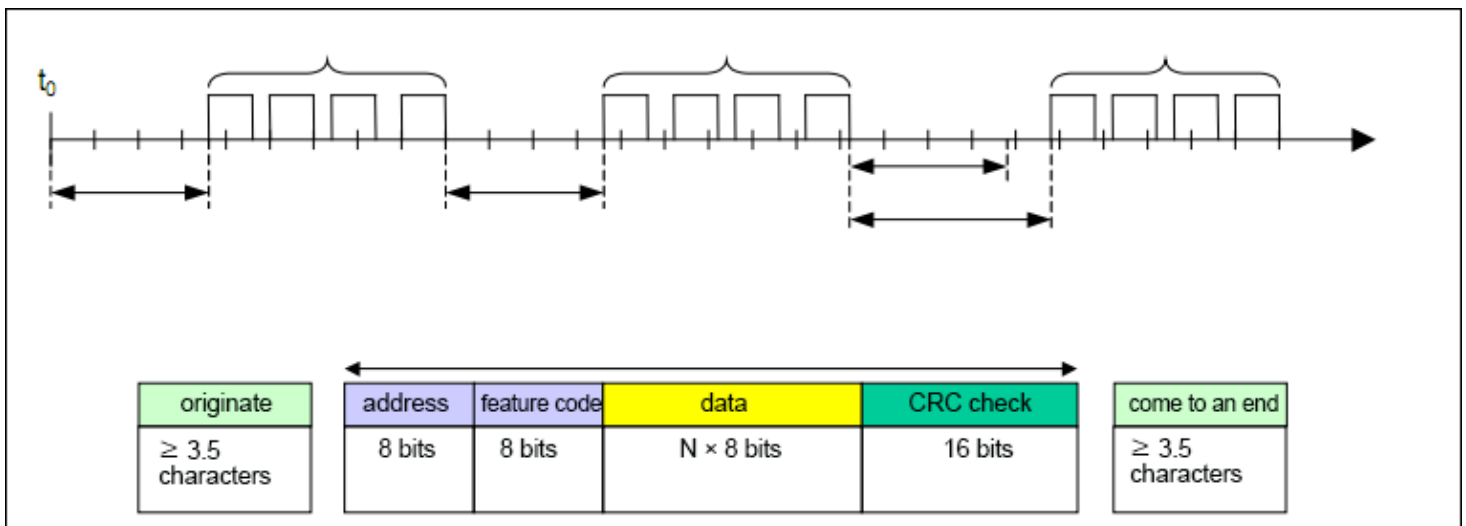 t₀
originate address feature code data CRC check come to an end
≥ 3.5 8 bits 8 bits N × 8 bits 16 bits ≥ 3.5
characters characters